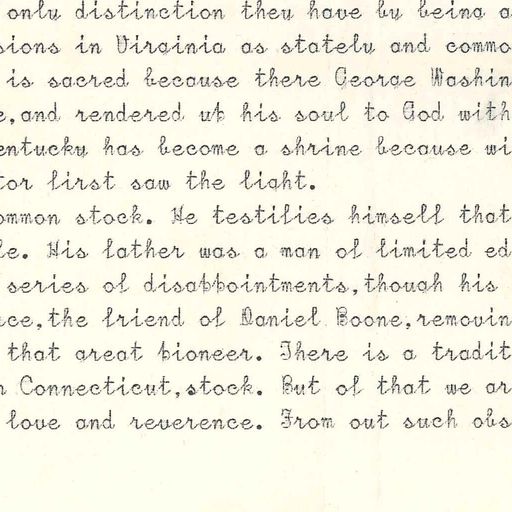 only distinction they have by being a
sions in Virginia as stately and commo
is sacred because there George Washin
e, and rendered up his soul to God with
entucky has become a shrine because wi
tor first saw the light.
ommon stock. He testifies himself that
le. His father was a man of limited ed
series of disappointments, though his
nce, the friend of Daniel Boone, removin
that great pioneer. There is a tradit
n Connecticut, stock. But of that we ar
love and reverence. From out such obs